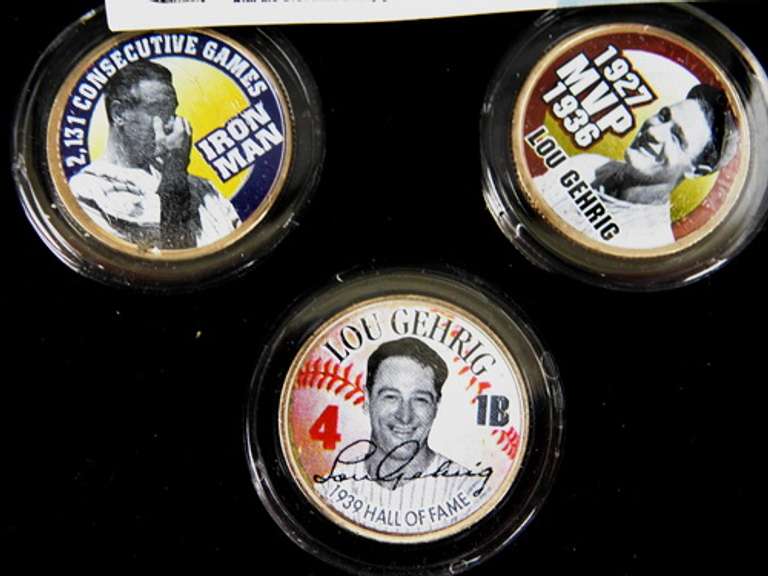 2,131 CONSECUTIVE GAMES
IRON
MAN
1927
MVP
1936
LOU GEHRIG
LOU GEHRIG
4
1B
Lou Gehrig
1939 HALL OF FAME